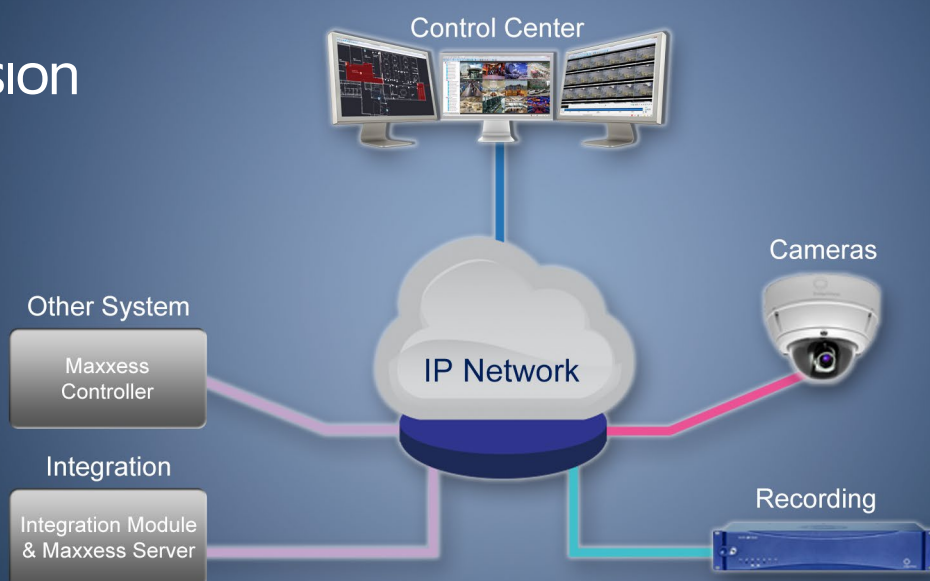 Control Center
sion
Cameras
Other System
Maxxess
Controller
IP Network
Integration
Integration Module
& Maxxess Server
Recording